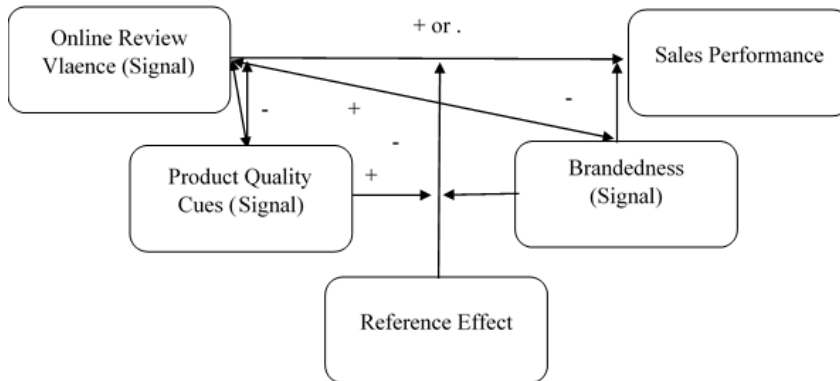 + or .
Online Review
Vlaence (Signal)
Sales Performance
-
+
-
-
Product Quality
Cues (Signal)
+
Brandedness
(Signal)
Reference Effect